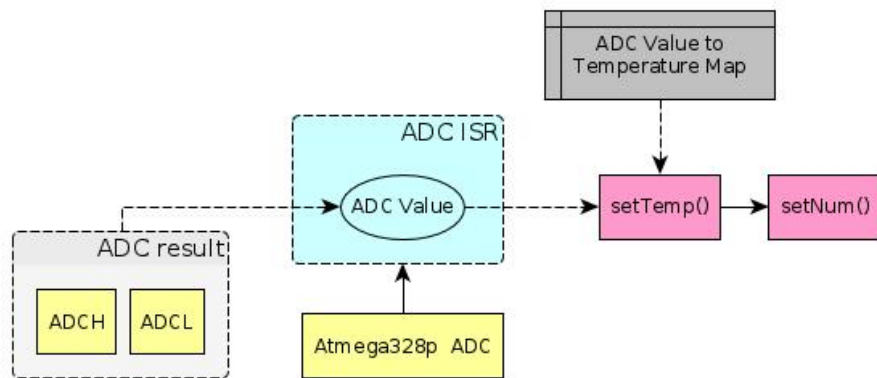 ADC Value to
Temperature Map
ADC ISR
ADC Value
setTemp()
setNum()
ADC result
ADCH
ADCL
Atmega328p ADC